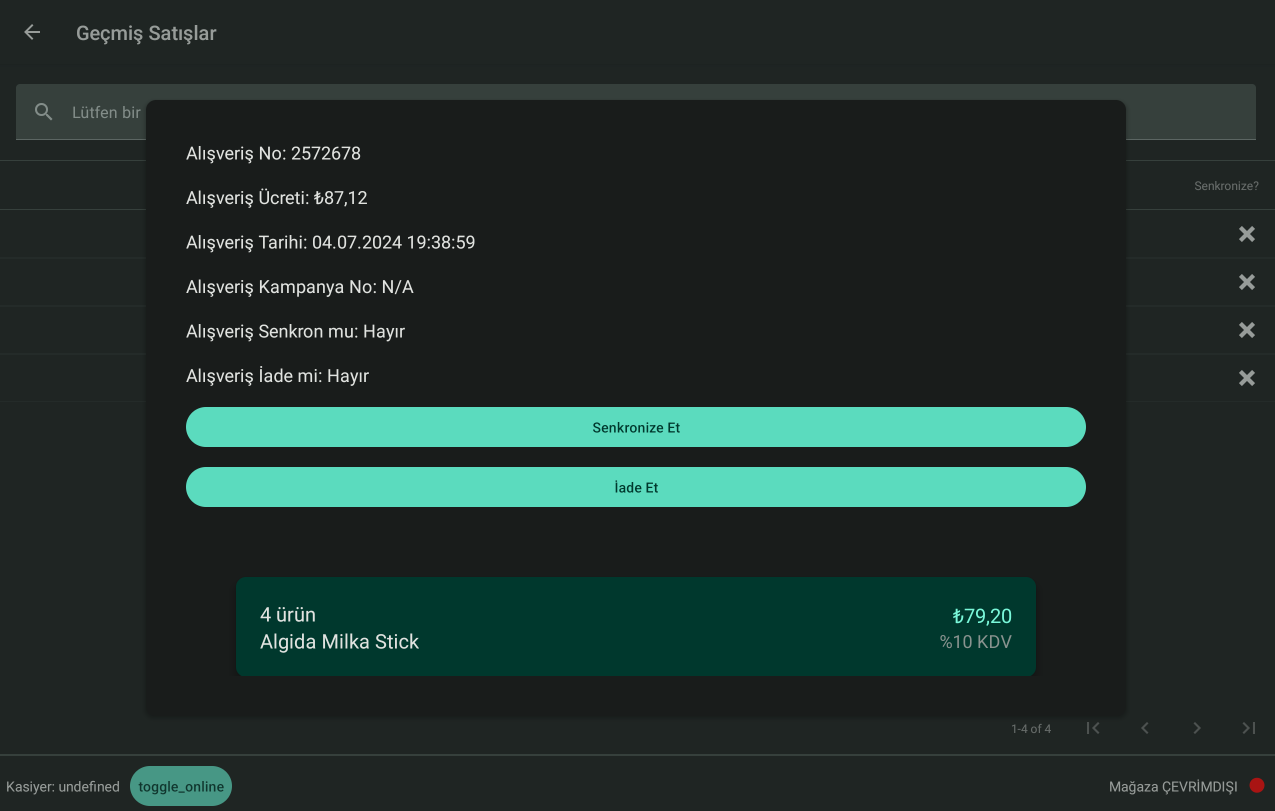 Geçmiş Satışlar
Lütfen bir
Senkronize?
Alışveriş No: 2572678
Alışveriş Ücreti: ₺87,12
Alışveriş Tarihi: 04.07.2024 19:38:59
Alışveriş Kampanya No: N/A
Alışveriş Senkron mu: Hayır
Alışveriş İade mi: Hayır
Senkronize Et
İade Et
4 ürün
₺79,20
Algida Milka Stick
%10 KDV
1-4 of 4
Kasiyer: undefined
toggle_online
Mağaza ÇEVRİMDIŞI